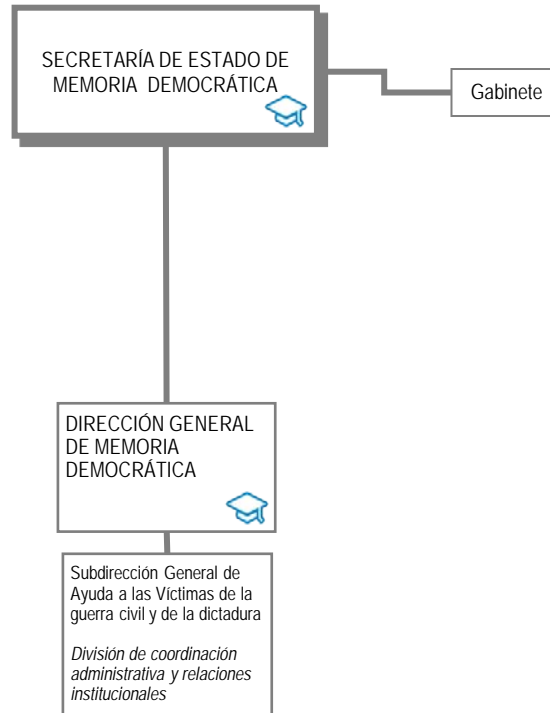 SECRETARÍA DE ESTADO DE
MEMORIA DEMOCRÁTICA
Gabinete
DIRECCIÓN GENERAL
DE MEMORIA
DEMOCRÁTICA
Subdirección General de
Ayuda a las Víctimas de la
guerra civil y de la dictadura
División de coordinación
administrativa y relaciones
institucionales